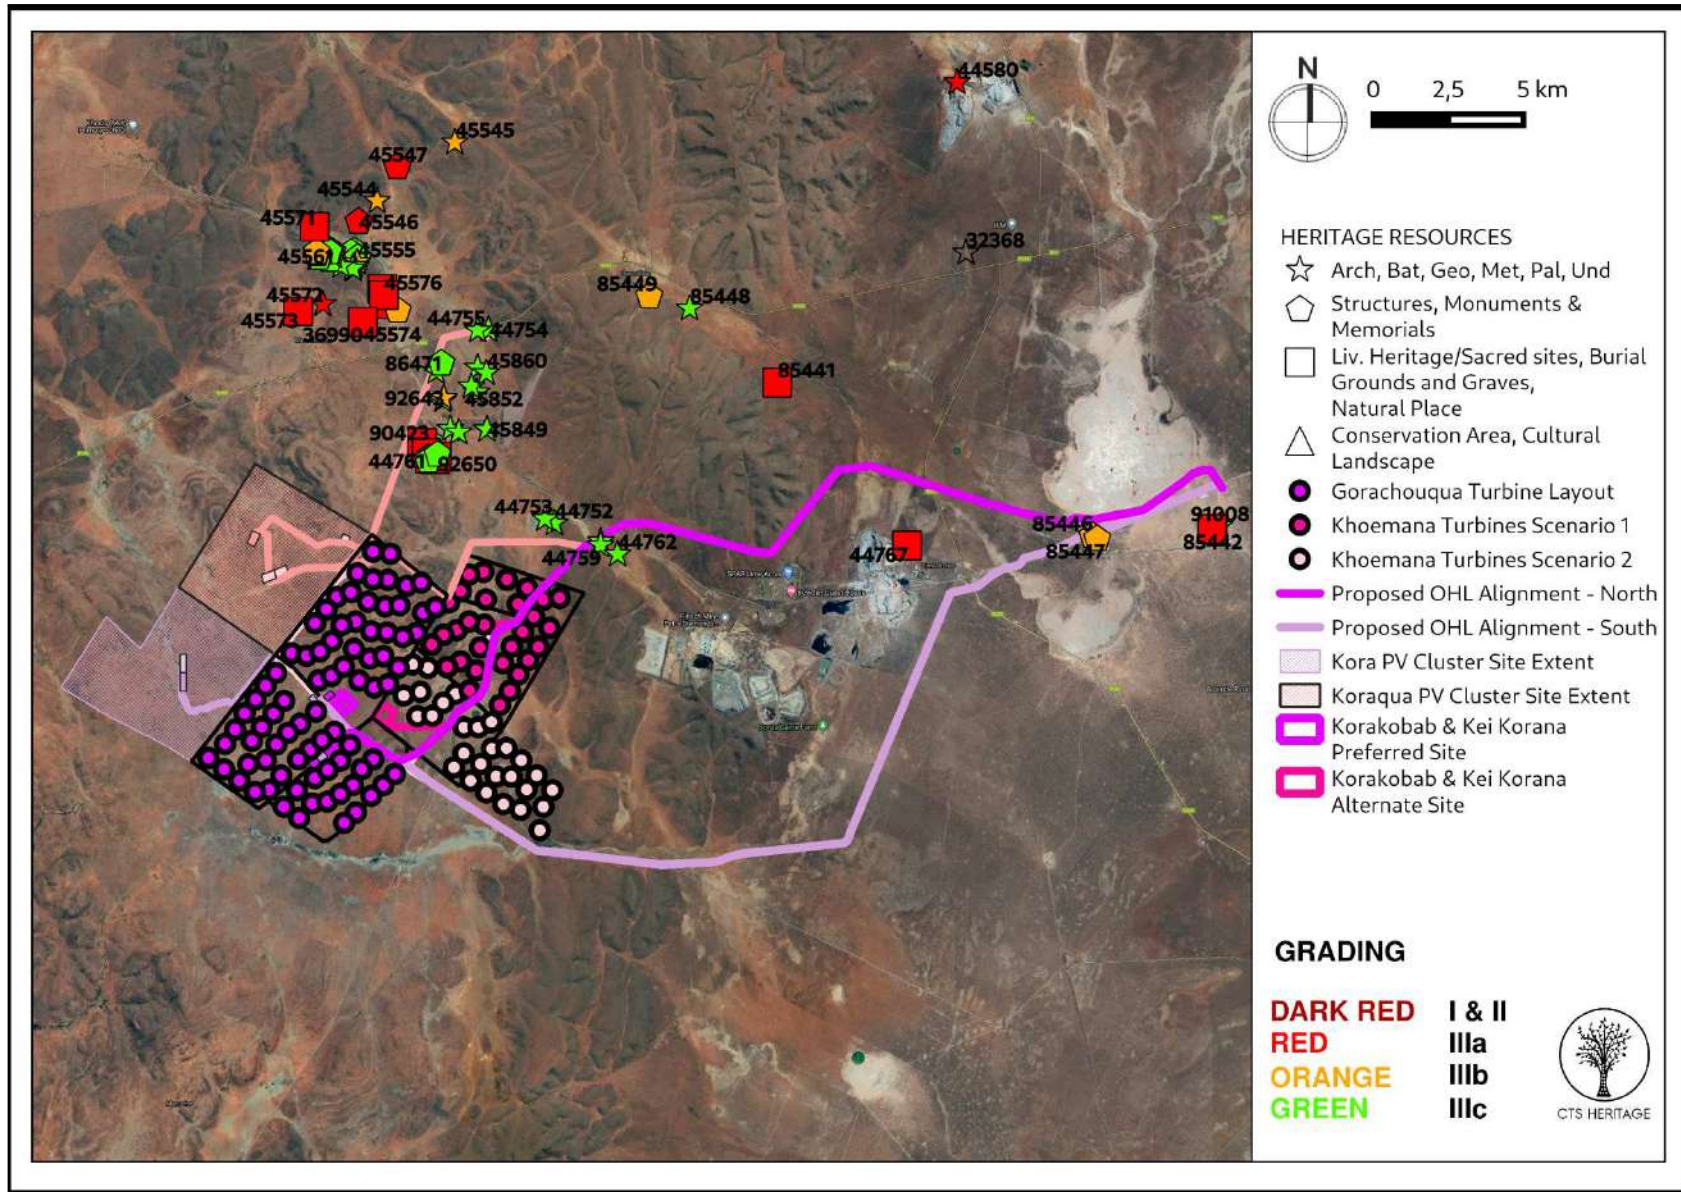 44580
45545
45547
45544
45571
45546
45555
32368
45576
85449
45572
85448
45573
44755
44754
45574
86471
45860
85441
45852
90423
45849
44761
92650
44753
44752
91008
85446
44762
44759
44767
85447
85442
N
0 2,5 5 km
HERITAGE RESOURCES
Arch, Bat, Geo, Met, Pal, Und
Structures, Monuments &
Memorials
Liv. Heritage/Sacred sites, Burial
Grounds and Graves,
Natural Place
Conservation Area, Cultural
Landscape
Gorachouqua Turbine Layout
Khoemana Turbines Scenario 1
Khoemana Turbines Scenario 2
Proposed OHL Alignment - North
Proposed OHL Alignment - South
Kora PV Cluster Site Extent
Koraqua PV Cluster Site Extent
Korakobab & Kei Korana
Preferred Site
Korakobab & Kei Korana
Alternate Site
GRADING
DARK RED I & II
RED IIIa
ORANGE IIIb
GREEN IIIc
CTS HERITAGE